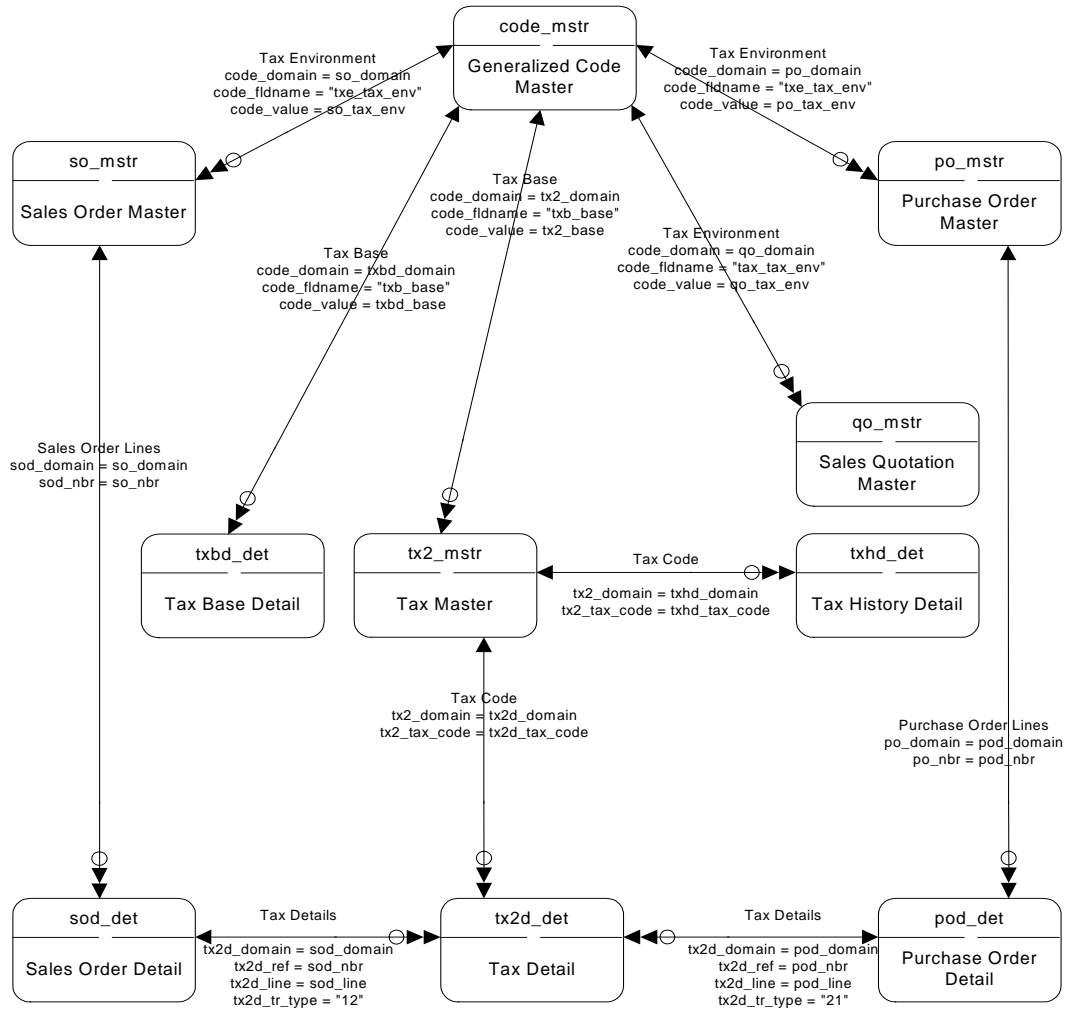 code_mstr
Generalized Code
Master
Tax Environment
code_domain = so_domain
code_fldname = "txe_tax_env"
code_value = so_tax_env
Tax Environment
code_domain = po_domain
code_fldname = "txe_tax_env"
code_value = po_tax_env
so_mstr
Sales Order Master
po_mstr
Purchase Order
Master
Tax Base
code_domain = tx2_domain
code_fldname = "txb_base"
code_value = tx2_base
Tax Base
code_domain = txbd_domain
code_fldname = "txb_base"
code_value = txbd_base
Tax Environment
code_domain = qo_domain
code_fldname = "tax_tax_env"
code_value = qo_tax_env
qo_mstr
Sales Quotation
Master
Sales Order Lines
sod_domain = so_domain
sod_nbr = so_nbr
txbd_det
Tax Base Detail
tx2_mstr
Tax Master
Tax Code
tx2_domain = txhd_domain
tx2_tax_code = txhd_tax_code
txhd_det
Tax History Detail
Tax Code
tx2_domain = tx2d_domain
tx2_tax_code = tx2d_tax_code
Purchase Order Lines
po_domain = pod_domain
po_nbr = pod_nbr
sod_det
Sales Order Detail
Tax Details
tx2d_domain = sod_domain
tx2d_ref = sod_nbr
tx2d_line = sod_line
tx2d_tr_type = "12"
tx2d_det
Tax Detail
Tax Details
tx2d_domain = pod_domain
tx2d_ref = pod_nbr
tx2d_line = pod_line
tx2d_tr_type = "21"
pod_det
Purchase Order
Detail